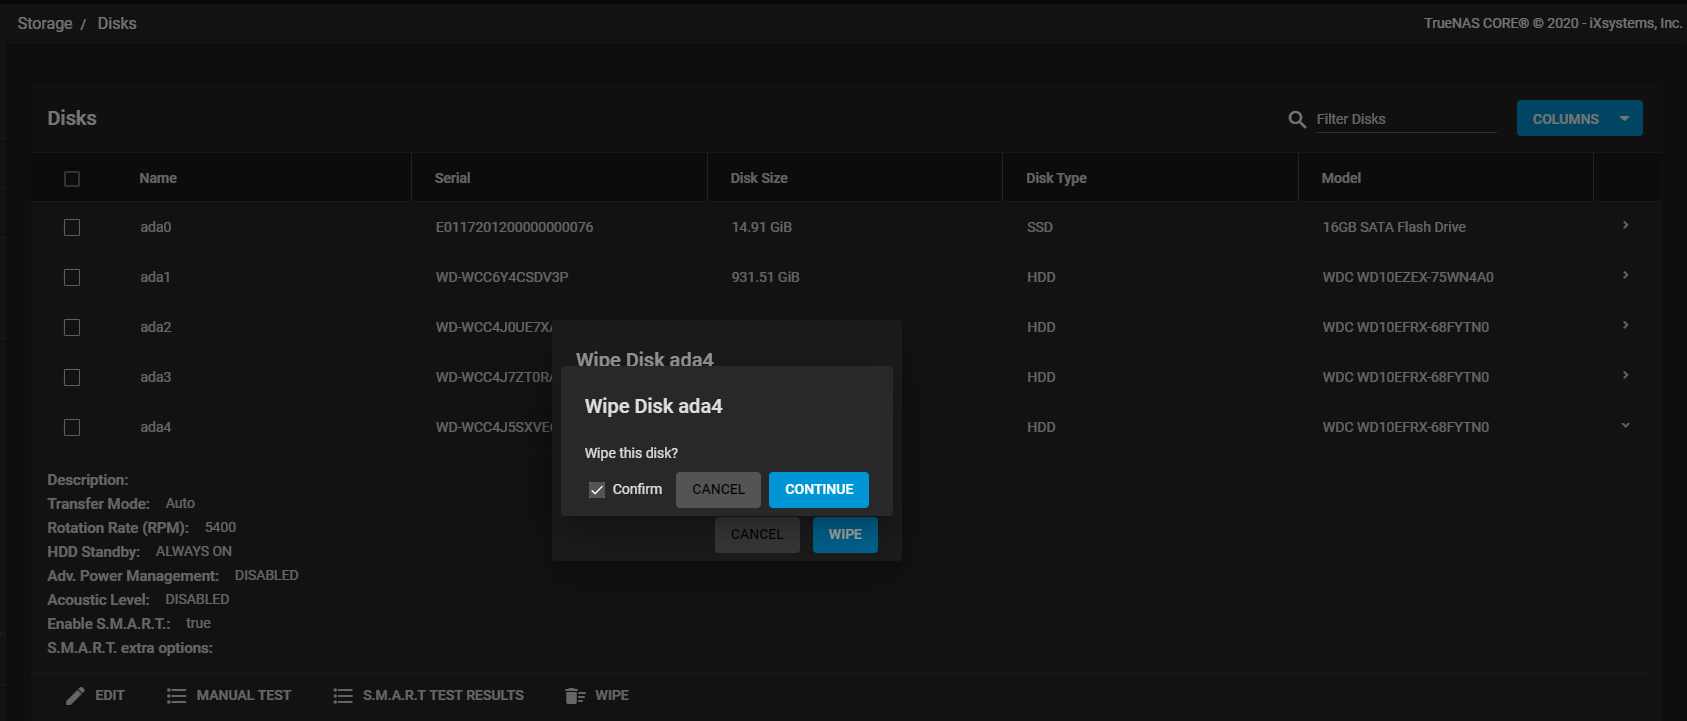 Storage / Disks
TrueNAS CORE® © 2020 - iXsystems, Inc.
Disks
Filter Disks
COLUMNS
Name Serial Disk Size Disk Type Model
ada0 E0117201200000000076 14.91 GiB SSD 16GB SATA Flash Drive
ada1 WD-WCC6Y4CSDV3P 931.51 GiB HDD WDC WD10EZEX-75WN4A0
ada2 WD-WCC4J0UE7X HDD WDC WD10EFRX-68FYTN0
ada3 WD-WCC4J7ZT0R HDD WDC WD10EFRX-68FYTN0
ada4 WD-WCC4J5SXVE HDD WDC WD10EFRX-68FYTN0
Wipe Disk ada4
Wipe Disk ada4
Wipe this disk?
Confirm CANCEL CONTINUE
CANCEL WIPE
Description:
Transfer Mode: Auto
Rotation Rate (RPM): 5400
HDD Standby: ALWAYS ON
Adv. Power Management: DISABLED
Acoustic Level: DISABLED
Enable S.M.A.R.T.: true
S.M.A.R.T. extra options:
EDIT MANUAL TEST S.M.A.R.T TEST RESULTS WIPE